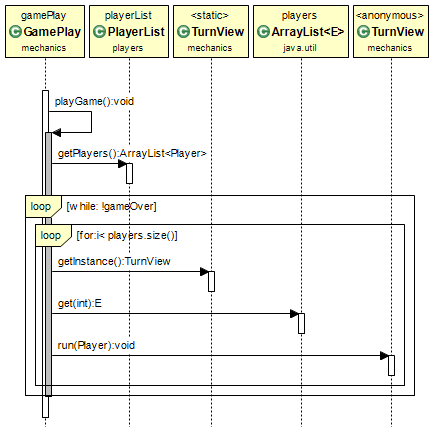 gamePlay
C GamePlay
mechanics
playerList
C PlayerList
players
<static>
C TurnView
mechanics
players
C ArrayList<E>
java.util
<anonymous>
C TurnView
mechanics
playGame():void
getPlayers():ArrayList<Player>
loop [while: !gameOver]
loop [for:i< players.size()]
getInstance():TurnView
get(int):E
run(Player):void